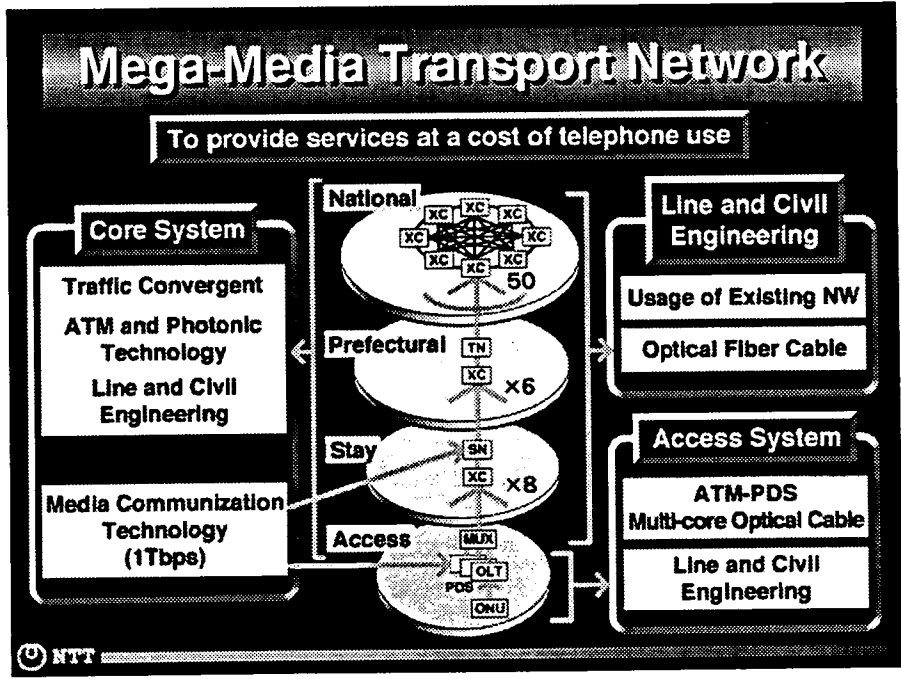 Mega-Media Transport Network
To provide services at a cost of telephone use
Core System
Traffic Convergent
ATM and Photonic
Technology
Line and Civil
Engineering
Media Communization
Technology
(1Tbps)
National
XC
XC
XC
XC
XC
XC
XC
XC
50
Prefectural
TN
XC
×6
Stay
SN
XC
×8
Access
MUX
OLT
PDS
ONU
Line and Civil
Engineering
Usage of Existing NW
Optical Fiber Cable
Access System
ATM-PDS
Multi-core Optical Cable
Line and Civil
Engineering
NTT